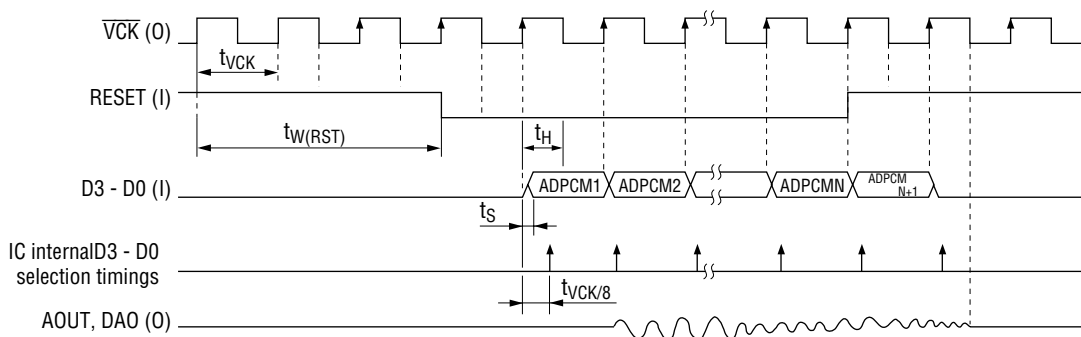 VCK (O)
tVCK
RESET (I)
tW(RST)
tH
D3 - D0 (I)
ADPCM1
ADPCM2
ADPCMN
ADPCM
N+1
tS
IC internalD3 - D0
selection timings
tVCK/8
AOUT, DAO (O)